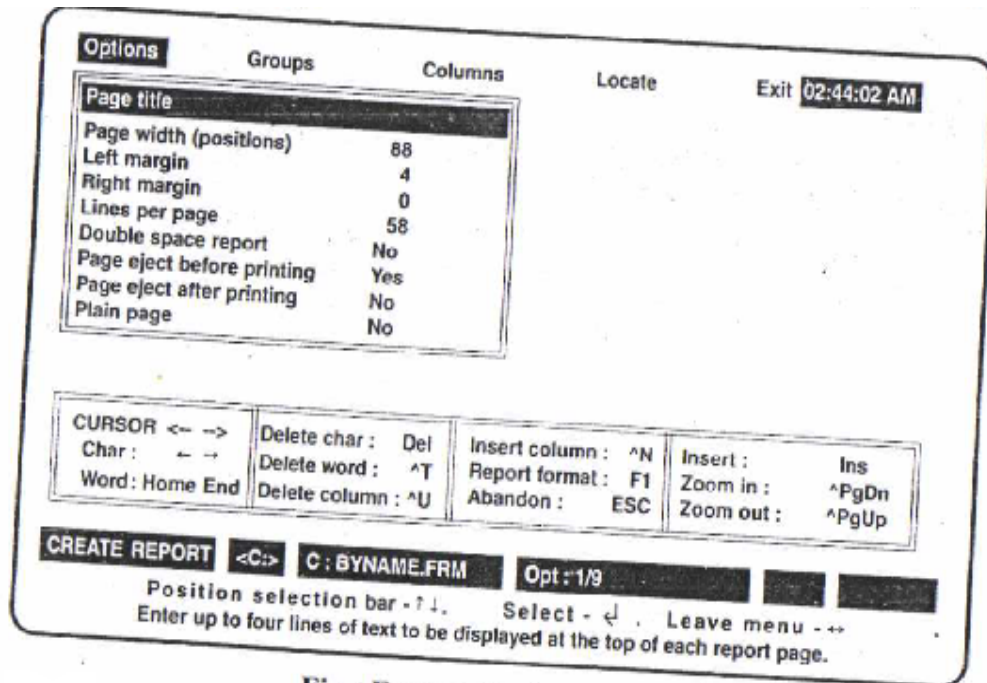 Options Groups Columns Locate Exit 02:44:02 AM
Page title
Page width (positions) 88
Left margin 4
Right margin 0
Lines per page 58
Double space report No
Page eject before printing Yes
Page eject after printing No
Plain page No
CURSOR <-- -->
Char : ← →
Word : Home End
Delete char : Del
Delete word : ^T
Delete column : ^U
Insert column : ^N
Report format : F1
Abandon : ESC
Insert : Ins
Zoom in : ^PgDn
Zoom out : ^PgUp
CREATE REPORT <C:> C : BYNAME.FRM Opt : 1/9
Position selection bar - ↑ ↓. Select - ↵ . Leave menu - ↔
Enter up to four lines of text to be displayed at the top of each report page.